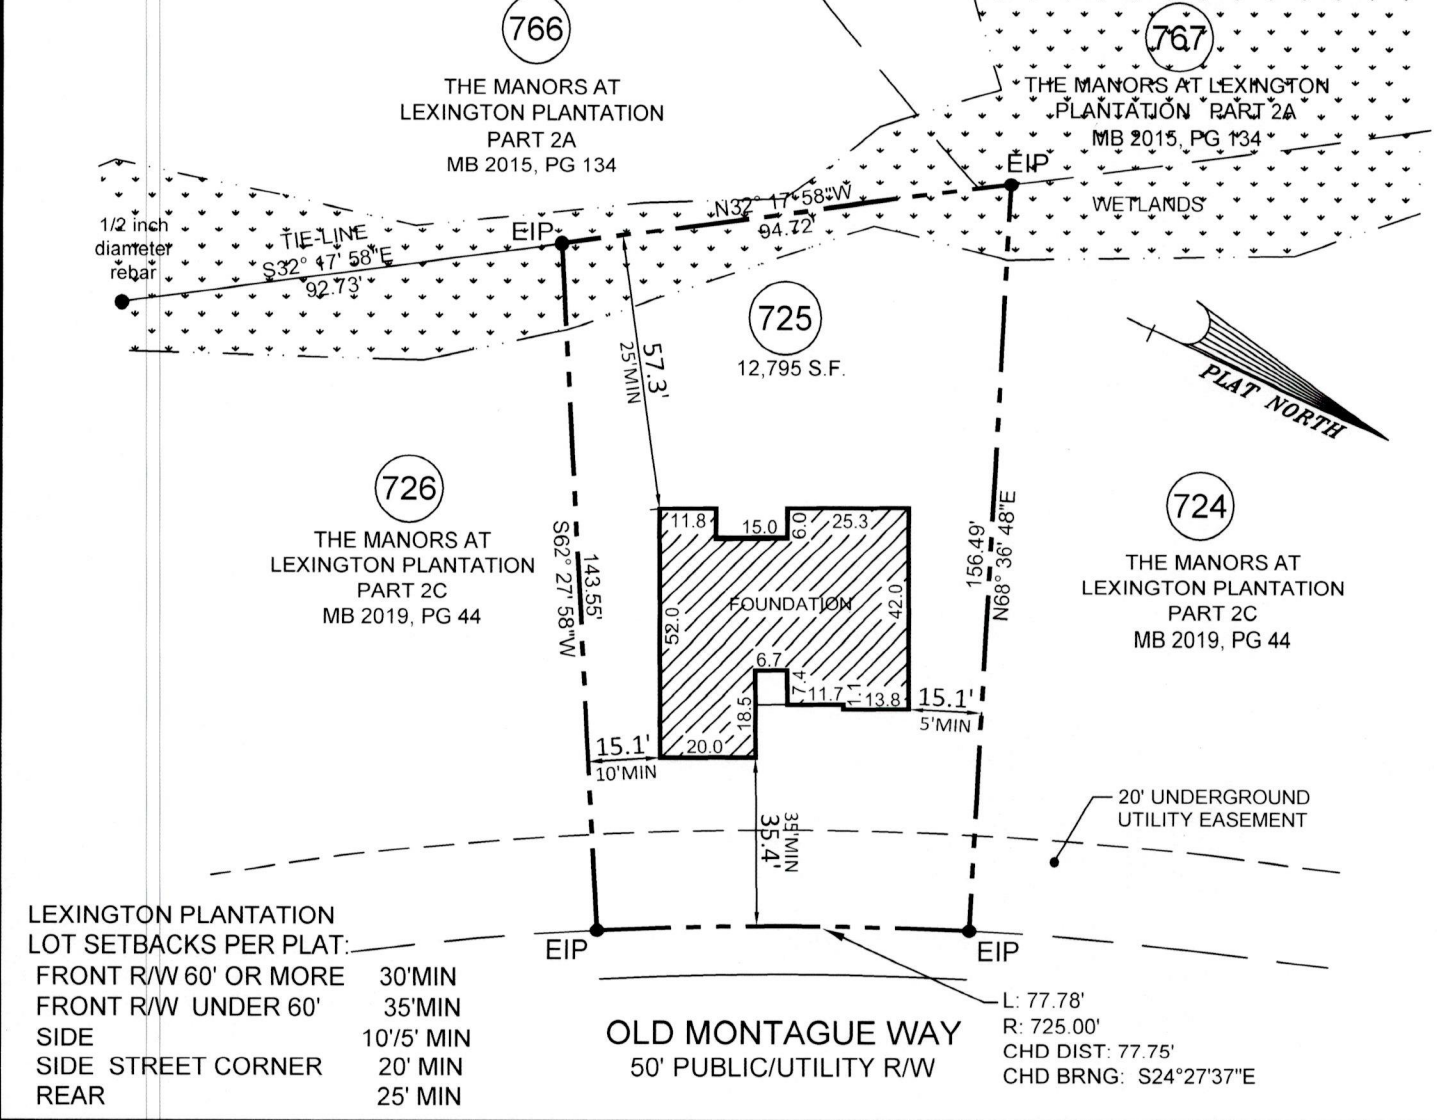 766
THE MANORS AT
LEXINGTON PLANTATION
PART 2A
MB 2015, PG 134
767
THE MANORS AT LEXINGTON
PLANTATION PART 2A
MB 2015, PG 134
EIP
WETLANDS
1/2 inch
diameter
rebar
TIE-LINE
S32° 17' 58"E
92.73'
EIP
N32° 17' 58"W
94.72'
725
12,795 S.F.
57.3'
25'MIN
PLAT NORTH
726
THE MANORS AT
LEXINGTON PLANTATION
PART 2C
MB 2019, PG 44
S62° 27' 58"W
143.55'
11.8
15.0
6.0
25.3
FOUNDATION
52.0
42.0
6.7
7.4
11.7
1.1
13.8
18.5
20.0
156.49'
N68° 36' 48"E
724
THE MANORS AT
LEXINGTON PLANTATION
PART 2C
MB 2019, PG 44
15.1'
5'MIN
15.1'
10'MIN
35'MIN
35.4'
20' UNDERGROUND
UTILITY EASEMENT
EIP
EIP
LEXINGTON PLANTATION
LOT SETBACKS PER PLAT:
FRONT R/W 60' OR MORE 30'MIN
FRONT R/W UNDER 60' 35'MIN
SIDE 10'/5' MIN
SIDE STREET CORNER 20' MIN
REAR 25' MIN
OLD MONTAGUE WAY
50' PUBLIC/UTILITY R/W
L: 77.78'
R: 725.00'
CHD DIST: 77.75'
CHD BRNG: S24°27'37"E